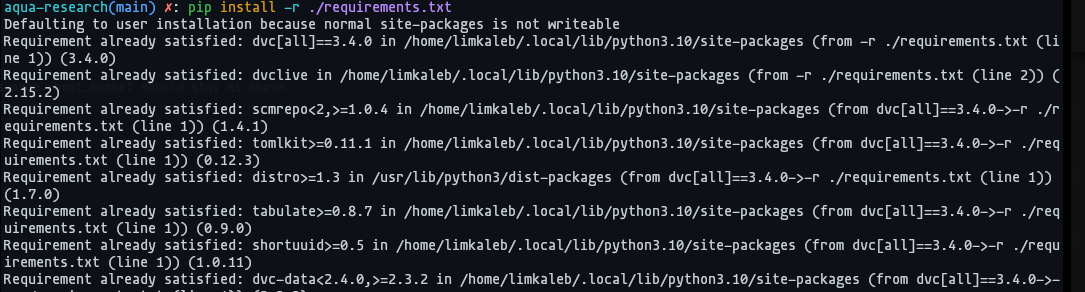 aqua-research(main) ✗: pip install -r ./requirements.txt
Defaulting to user installation because normal site-packages is not writeable
Requirement already satisfied: dvc[all]==3.4.0 in /home/limkaleb/.local/lib/python3.10/site-packages (from -r ./requirements.txt (li
ne 1)) (3.4.0)
Requirement already satisfied: dvclive in /home/limkaleb/.local/lib/python3.10/site-packages (from -r ./requirements.txt (line 2)) (
2.15.2)
Requirement already satisfied: scmrepo<2,>=1.0.4 in /home/limkaleb/.local/lib/python3.10/site-packages (from dvc[all]==3.4.0->-r ./r
equirements.txt (line 1)) (1.4.1)
Requirement already satisfied: tomlkit>=0.11.1 in /home/limkaleb/.local/lib/python3.10/site-packages (from dvc[all]==3.4.0->-r ./req
uirements.txt (line 1)) (0.12.3)
Requirement already satisfied: distro>=1.3 in /usr/lib/python3/dist-packages (from dvc[all]==3.4.0->-r ./requirements.txt (line 1))
(1.7.0)
Requirement already satisfied: tabulate>=0.8.7 in /home/limkaleb/.local/lib/python3.10/site-packages (from dvc[all]==3.4.0->-r ./req
uirements.txt (line 1)) (0.9.0)
Requirement already satisfied: shortuuid>=0.5 in /home/limkaleb/.local/lib/python3.10/site-packages (from dvc[all]==3.4.0->-r ./requ
irements.txt (line 1)) (1.0.11)
Requirement already satisfied: dvc-data<2.4.0,>=2.3.2 in /home/limkaleb/.local/lib/python3.10/site-packages (from dvc[all]==3.4.0->-